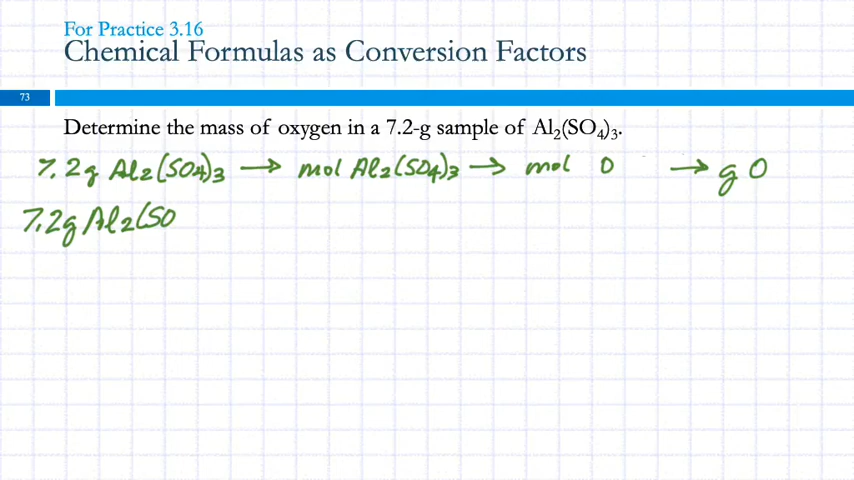 For Practice 3.16
Chemical Formulas as Conversion Factors
73
Determine the mass of oxygen in a 7.2-g sample of Al₂(SO₄)₃.
7.2g Al₂(SO₄)₃ → mol Al₂(SO₄)₃ → mol O → g O
7.2g Al₂(SO